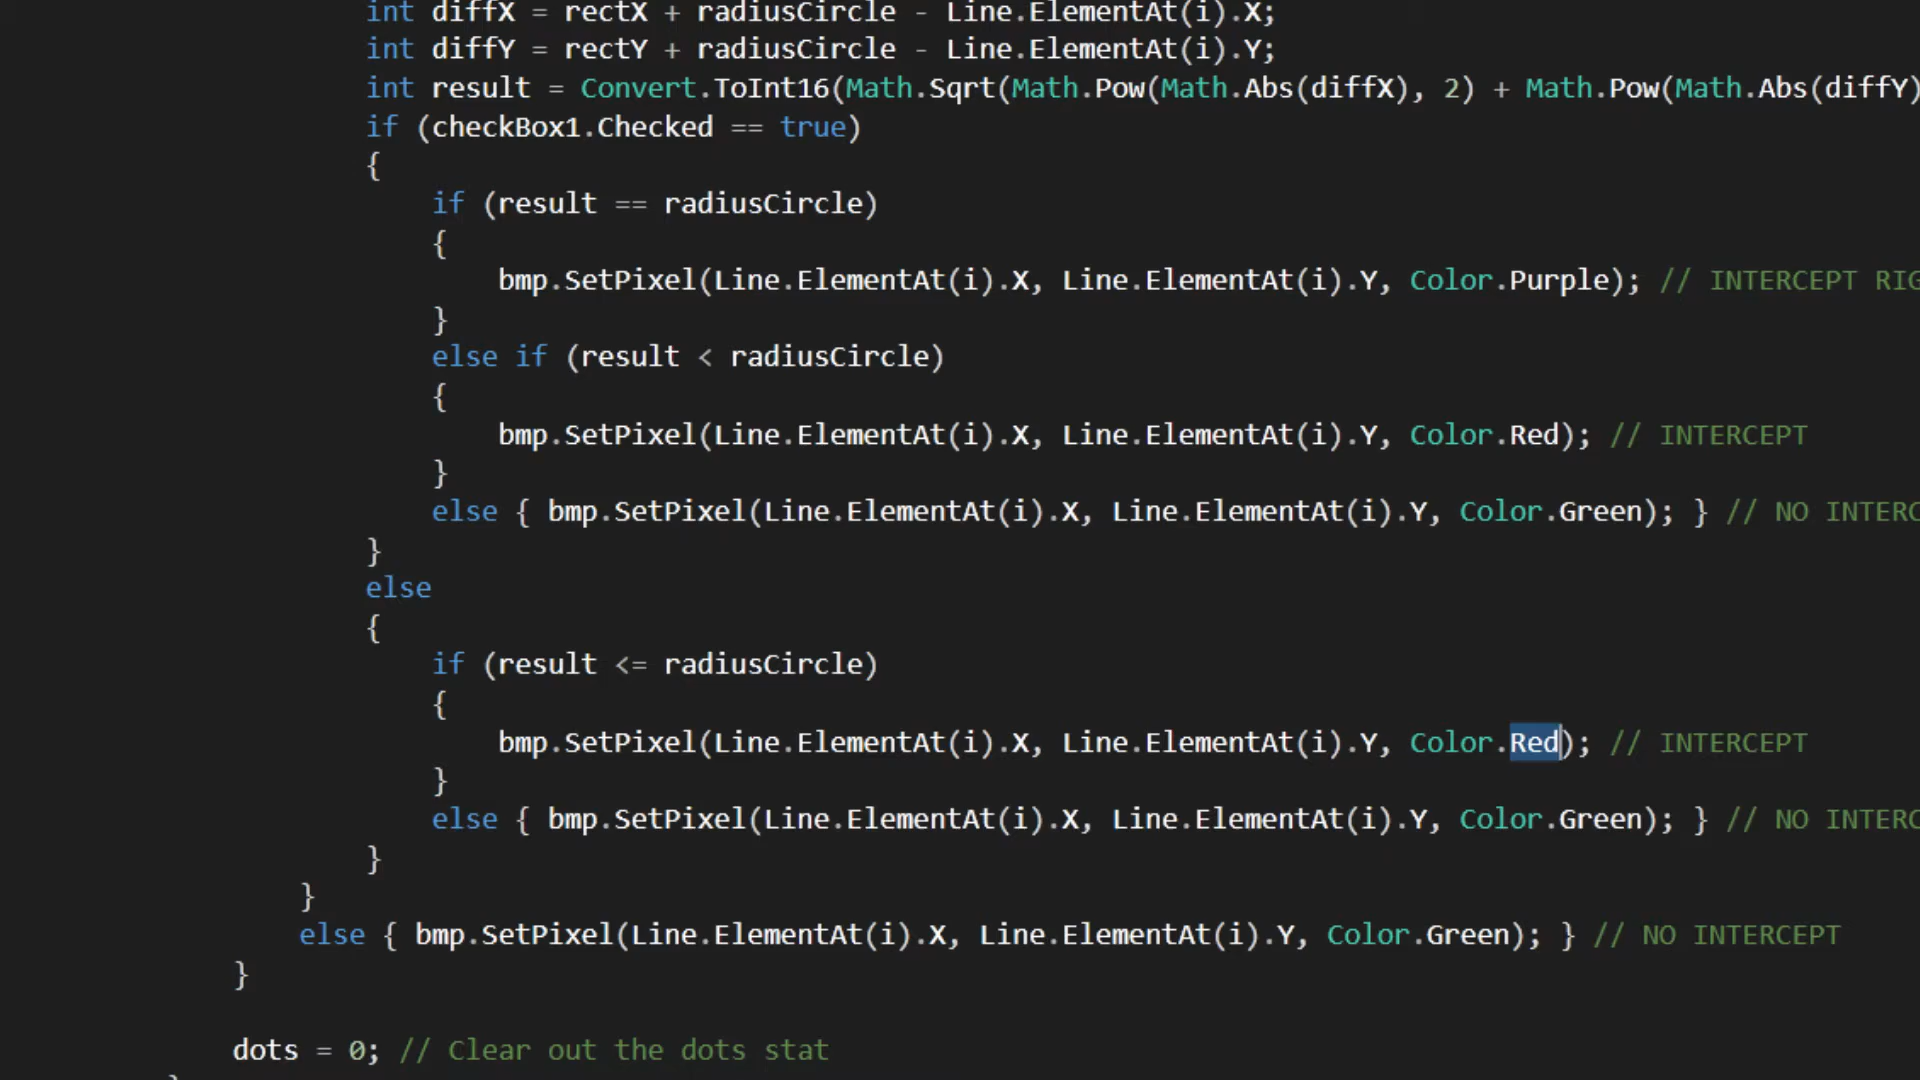 int diffX = rectX + radiusCircle - Line.ElementAt(i).X;
int diffY = rectY + radiusCircle - Line.ElementAt(i).Y;
int result = Convert.ToInt16(Math.Sqrt(Math.Pow(Math.Abs(diffX), 2) + Math.Pow(Math.Abs(diffY)
if (checkBox1.Checked == true)
{
if (result == radiusCircle)
{
bmp.SetPixel(Line.ElementAt(i).X, Line.ElementAt(i).Y, Color.Purple); // INTERCEPT RIG
}
else if (result < radiusCircle)
{
bmp.SetPixel(Line.ElementAt(i).X, Line.ElementAt(i).Y, Color.Red); // INTERCEPT
}
else { bmp.SetPixel(Line.ElementAt(i).X, Line.ElementAt(i).Y, Color.Green); } // NO INTERC
}
else
{
if (result <= radiusCircle)
{
bmp.SetPixel(Line.ElementAt(i).X, Line.ElementAt(i).Y, Color.Red); // INTERCEPT
}
else { bmp.SetPixel(Line.ElementAt(i).X, Line.ElementAt(i).Y, Color.Green); } // NO INTERC
}
}
else { bmp.SetPixel(Line.ElementAt(i).X, Line.ElementAt(i).Y, Color.Green); } // NO INTERCEPT
}
dots = 0; // Clear out the dots stat